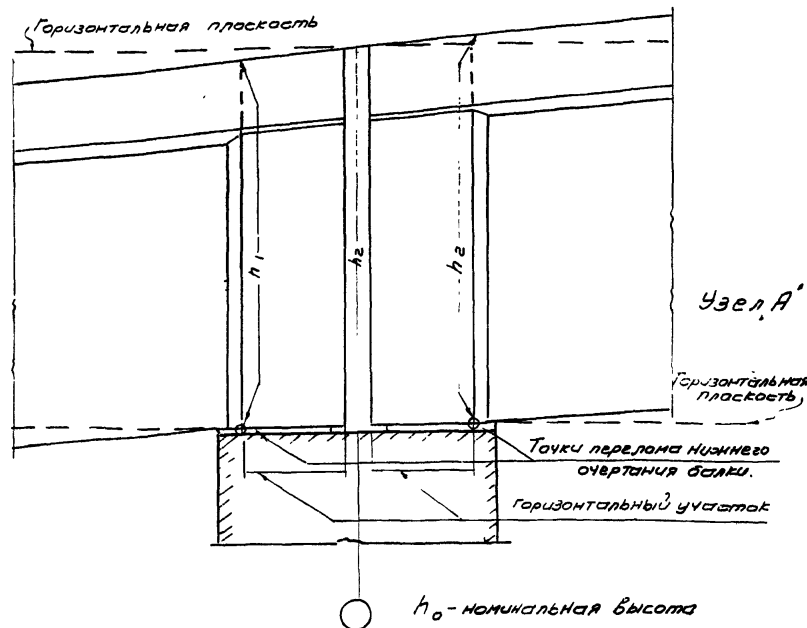 Горизонтальная плоскость
h₁
h₂
h₂
Узел "А"
Горизонтальная
плоскость
Точки перелома нижнего
очертания балки.
Горизонтальный участок
h₀ - номинальная высота